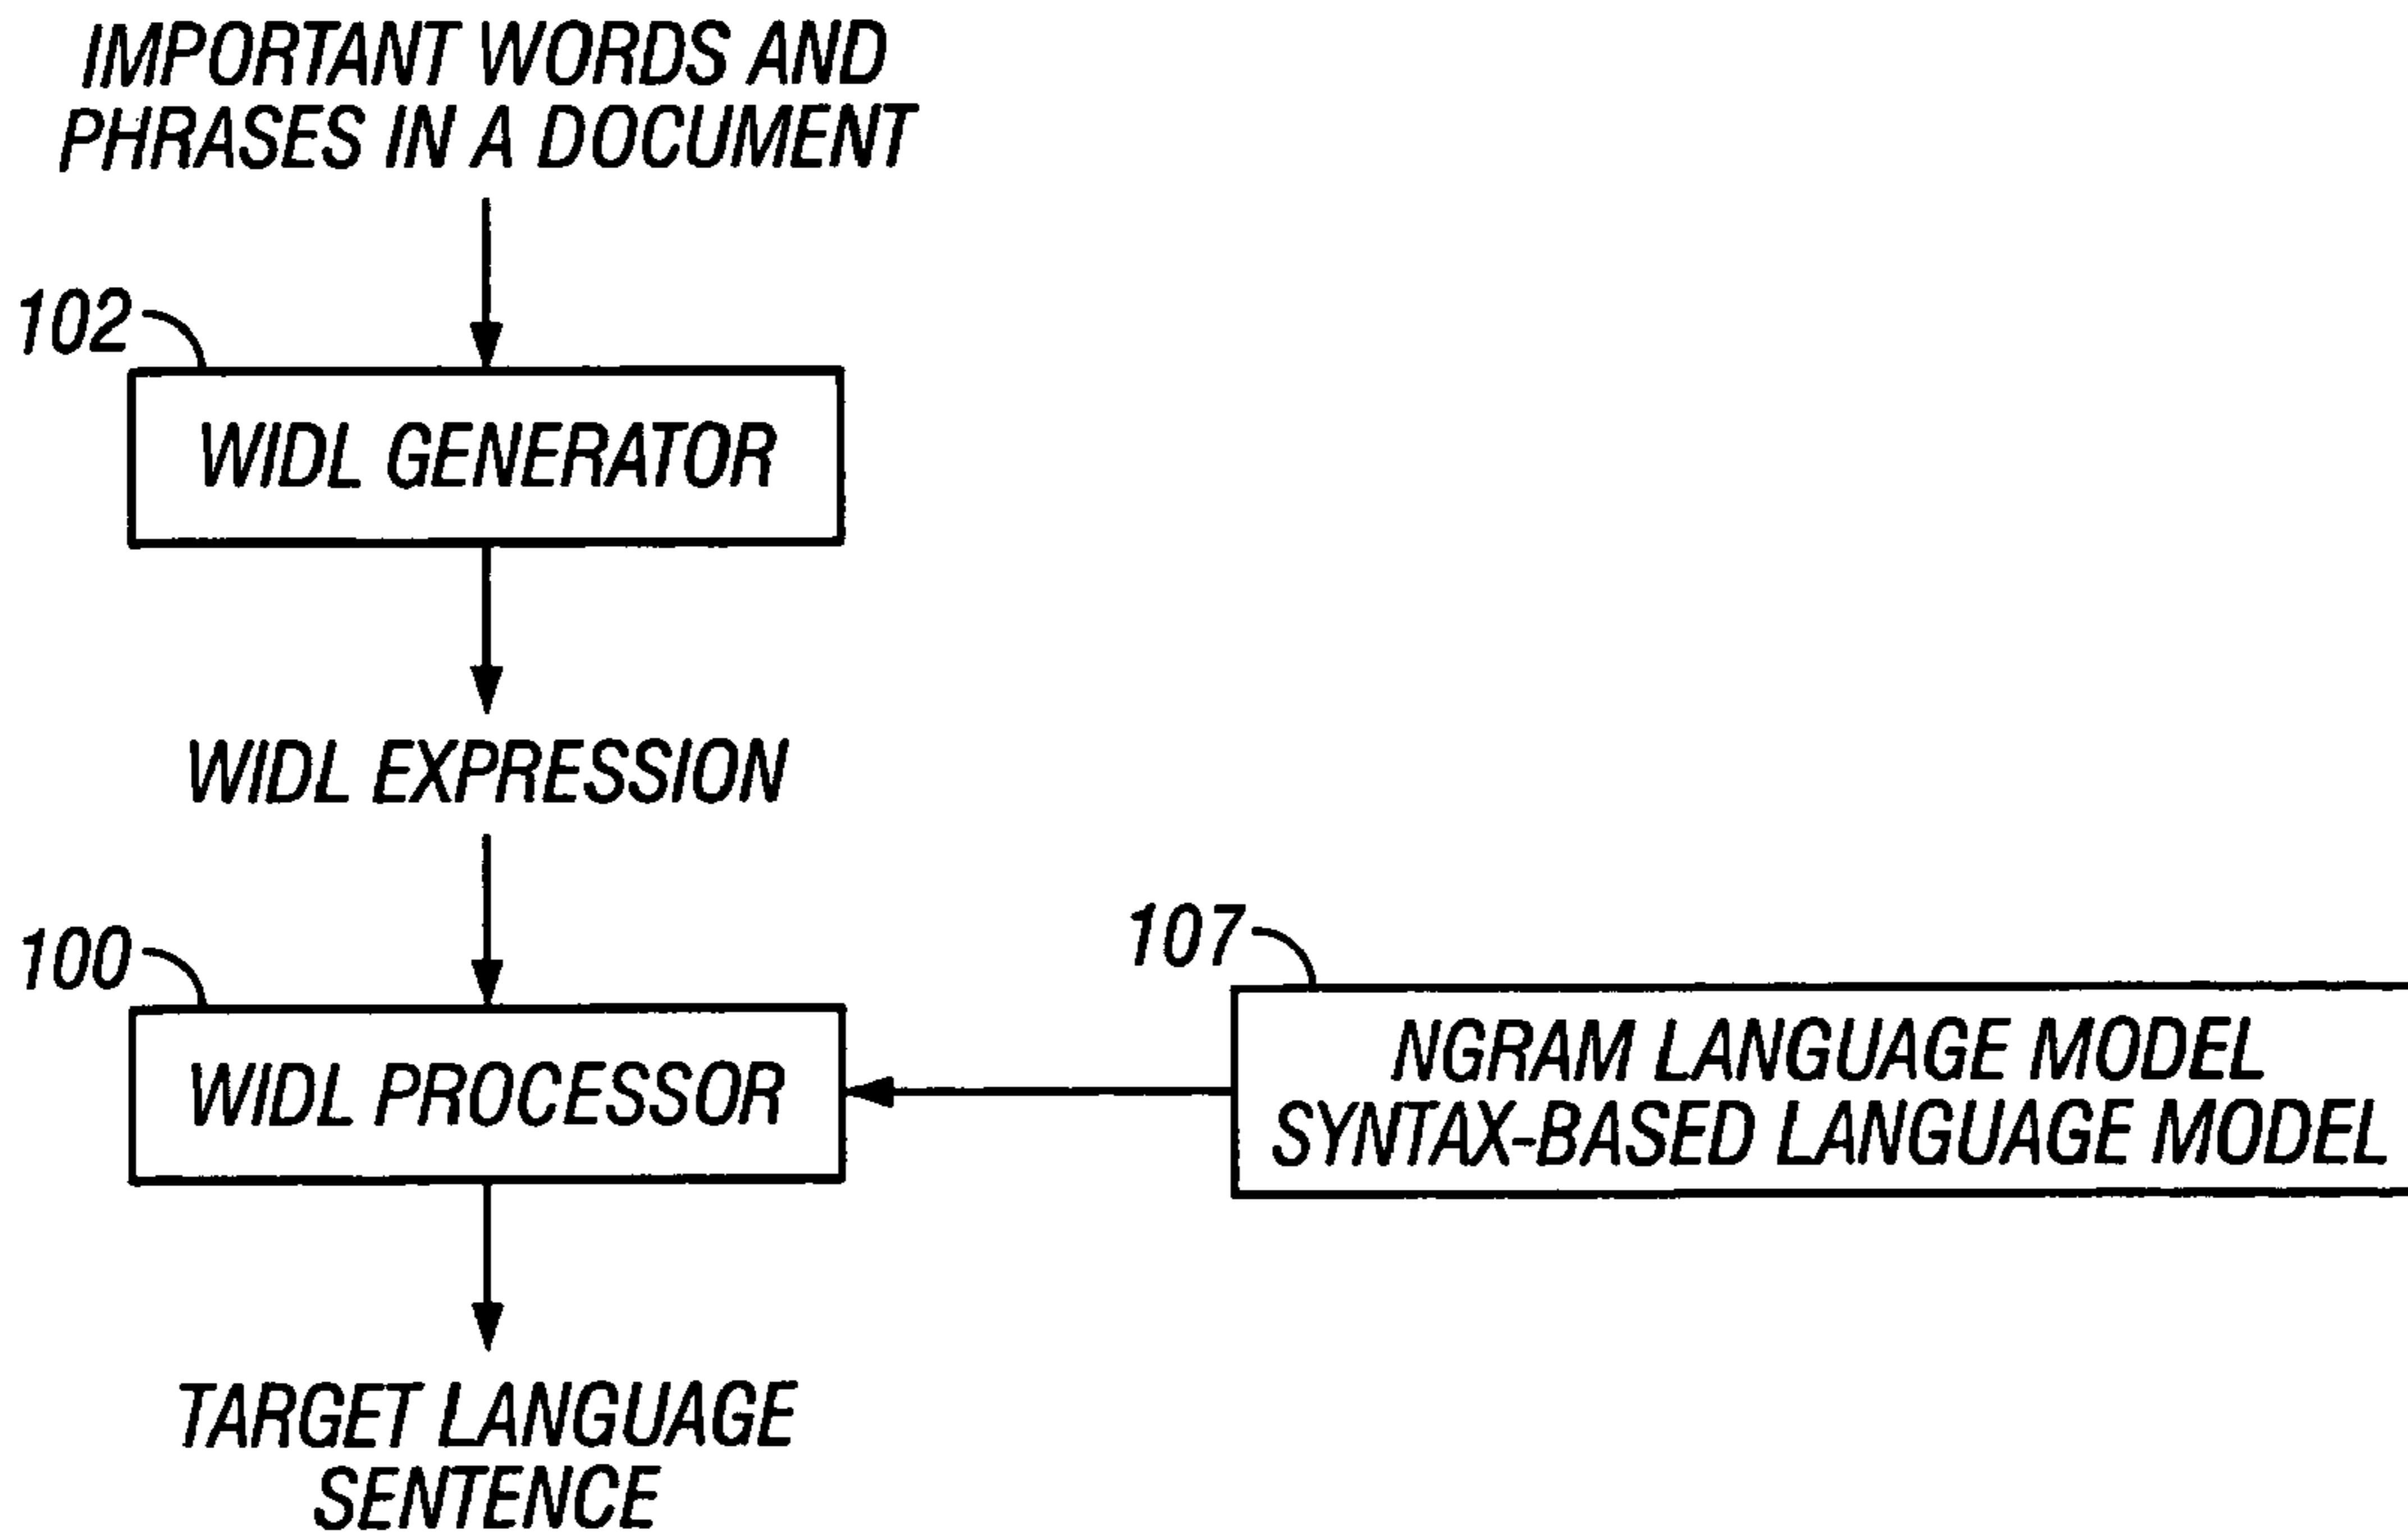 IMPORTANT WORDS AND
PHRASES IN A DOCUMENT
102
WIDL GENERATOR
WIDL EXPRESSION
100
WIDL PROCESSOR
107
NGRAM LANGUAGE MODEL
SYNTAX-BASED LANGUAGE MODEL
TARGET LANGUAGE
SENTENCE